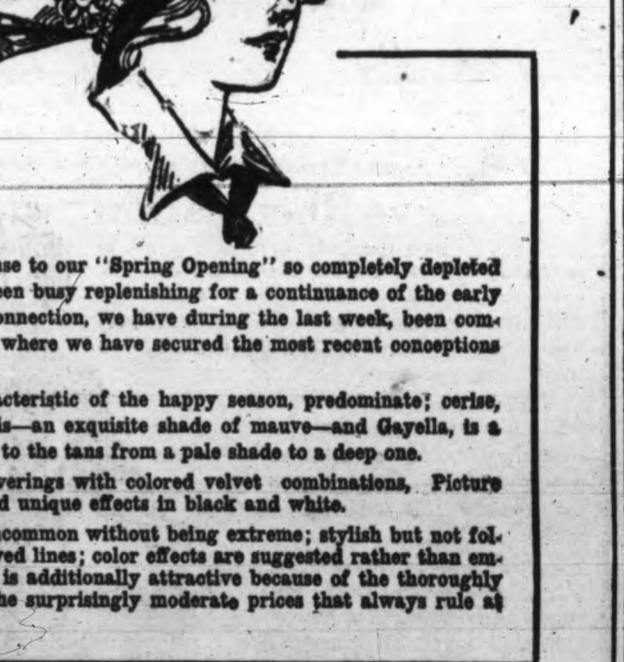 se to our "Spring Opening" so completely depleted
en busy replenishing for a continuance of the early
onnection, we have during the last week, been com-
where we have secured the most recent conceptions
cteristic of the happy season, predominate; cerise,
is—an exquisite shade of mauve—and Gayella, is a
to the tans from a pale shade to a deep one.
verings with colored velvet combinations, Picture
d unique effects in black and white.
common without being extreme; stylish but not fol-
ved lines; color effects are suggested rather than em-
is additionally attractive because of the thoroughly
he surprisingly moderate prices that always rule at